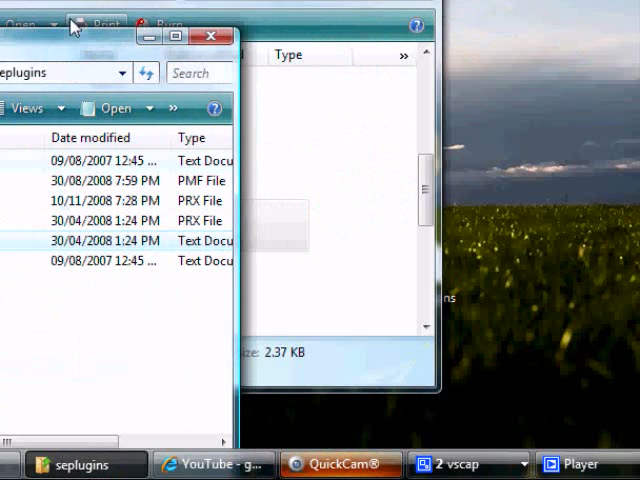 Open Print Burn
Type »
seplugins Search
Views Open »
Date modified Type
09/08/2007 12:45 ... Text Docu
30/08/2008 7:59 PM PMF File
10/11/2008 7:28 PM PRX File
30/04/2008 1:24 PM PRX File
30/04/2008 1:24 PM Text Docu
09/08/2007 12:45 ... Text Docu
ns
Size: 2.37 KB
seplugins YouTube - g... QuickCam® 2 vscap Player